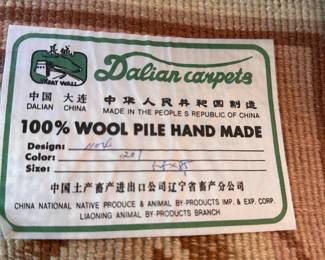 長城
GREAT WALL
Dalian carpets
中国 大连
DALIAN CHINA
中华人民共和国制造
MADE IN THE PEOPLE'S REPUBLIC OF CHINA
100% WOOL PILE HAND MADE
Design:
Color: 201
Size:
中国土产畜产进出口公司辽宁省畜产分公司
CHINA NATIONAL NATIVE PRODUCE & ANIMAL BY-PRODUCTS IMP. & EXP. CORP.
LIAONING ANIMAL BY-PRODUCTS BRANCH